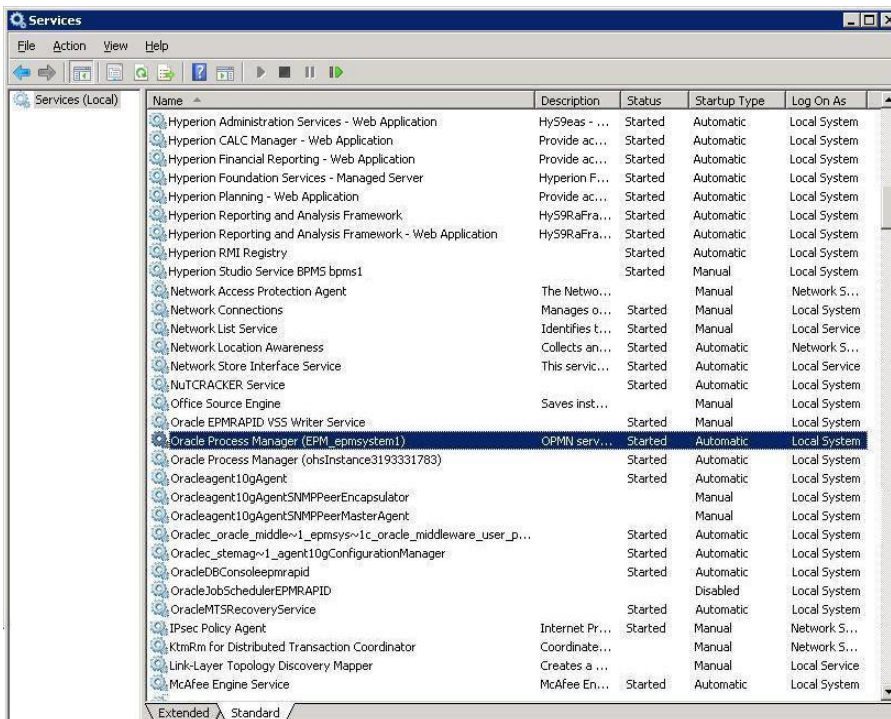 Services
File Action View Help
Services (Local)
Name Description Status Startup Type Log On As
Hyperion Administration Services - Web Application HyS9eas - ... Started Automatic Local System
Hyperion CALC Manager - Web Application Provide ac... Started Automatic Local System
Hyperion Financial Reporting - Web Application Provide ac... Started Automatic Local System
Hyperion Foundation Services - Managed Server Hyperion F... Started Automatic Local System
Hyperion Planning - Web Application Provide ac... Started Automatic Local System
Hyperion Reporting and Analysis Framework HyS9RaFra... Started Automatic Local System
Hyperion Reporting and Analysis Framework - Web Application HyS9RaFra... Started Automatic Local System
Hyperion RMI Registry Started Automatic Local System
Hyperion Studio Service BPMS bpms1 Started Manual Local System
Network Access Protection Agent The Netwo... Manual Network S...
Network Connections Manages o... Started Manual Local System
Network List Service Identifies t... Started Manual Local Service
Network Location Awareness Collects an... Started Automatic Network S...
Network Store Interface Service This servic... Started Automatic Local Service
NuTCRACKER Service Started Automatic Local System
Office Source Engine Saves inst... Manual Local System
Oracle EPMRAPID VSS Writer Service Started Manual Local System
Oracle Process Manager (EPM_epmsystem1) OPMN serv... Started Automatic Local System
Oracle Process Manager (ohsInstance3193331783) Started Automatic Local System
Oracleagent10gAgent Started Automatic Local System
Oracleagent10gAgentSNMPPeerEncapsulator Manual Local System
Oracleagent10gAgentSNMPPeerMasterAgent Manual Local System
Oraclec_oracle_middle~1_epmsys~1c_oracle_middleware_user_p... Started Automatic Local System
Oraclec_stemag~1_agent10gConfigurationManager Started Automatic Local System
OracleDBConsoleepmrapid Started Automatic Local System
OracleJobSchedulerEPMRAPID Disabled Local System
OracleMTSRecoveryService Started Automatic Local System
IPsec Policy Agent Internet Pr... Started Manual Network S...
KtmRm for Distributed Transaction Coordinator Coordinate... Manual Network S...
Link-Layer Topology Discovery Mapper Creates a ... Manual Local Service
McAfee Engine Service McAfee En... Started Automatic Local System
Extended Standard